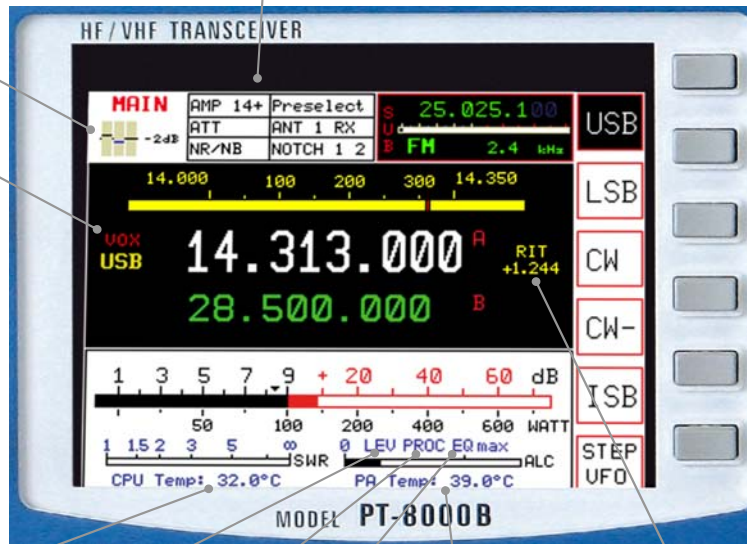 HF/VHF TRANSCEIVER
MAIN
-2dB
AMP 14+ Preselect
ATT ANT 1 RX
NR/NB NOTCH 1 2
SUB
25.025.100
FM 2.4 kHz
USB
14.000 100 200 300 14.350
LSB
VOX
USB
14.313.000 A
RIT
+1.244
28.500.000 B
CW
CW-
1 3 5 7 9 + 20 40 60 dB
50 100 200 400 600 WATT
ISB
1 1.5 2 3 5 ∞ SWR
0 LEV PROC EQ max ALC
CPU Temp: 32.0°C
PA Temp: 39.0°C
STEP
VFO
MODEL PT-8000B